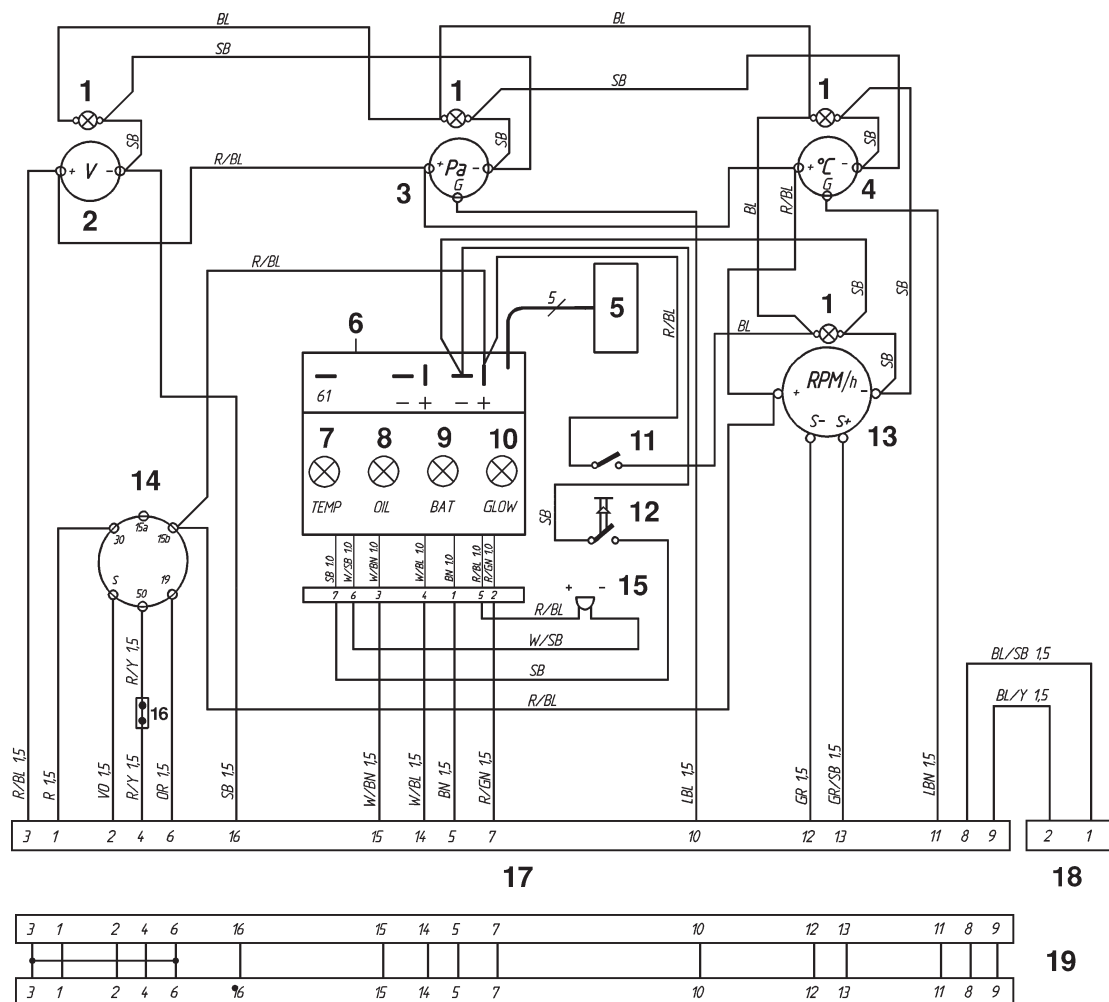 BL
BL
SB
SB
1
1
1
SB
SB
SB
+ V -
+ Pa -
G
+ °C -
G
2
3
4
R/BL
R/BL
BL
R/BL
SB
SB
5
5
R/BL
1
6
BL
SB
61
- +
- +
RPM/h
+ -
S- S+
13
7 8 9 10
11
TEMP OIL BAT GLOW
14
12
SB
15a
30 15b
S 19
50
SB 1.0
W/SB 1.0
W/BN 1.0
W/BL 1.0
BN 1.0
R/BL 1.0
R/GN 1.0
+ - 15
7 6 3 4 1 5 2
R/BL
W/SB
SB
R/BL
R/Y 1,5
16
BL/SB 1,5
BL/Y 1,5
R/BL 1,5
R 1,5
VO 1,5
R/Y 1,5
OR 1,5
SB 1,5
W/BN 1,5
W/BL 1,5
BN 1,5
R/GN 1,5
LBL 1,5
GR 1,5
GR/SB 1,5
LBN 1,5
3 1 2 4 6 16 15 14 5 7 10 12 13 11 8 9
2 1
17
18
3 1 2 4 6 16 15 14 5 7 10 12 13 11 8 9
19
3 1 2 4 6 16 15 14 5 7 10 12 13 11 8 9